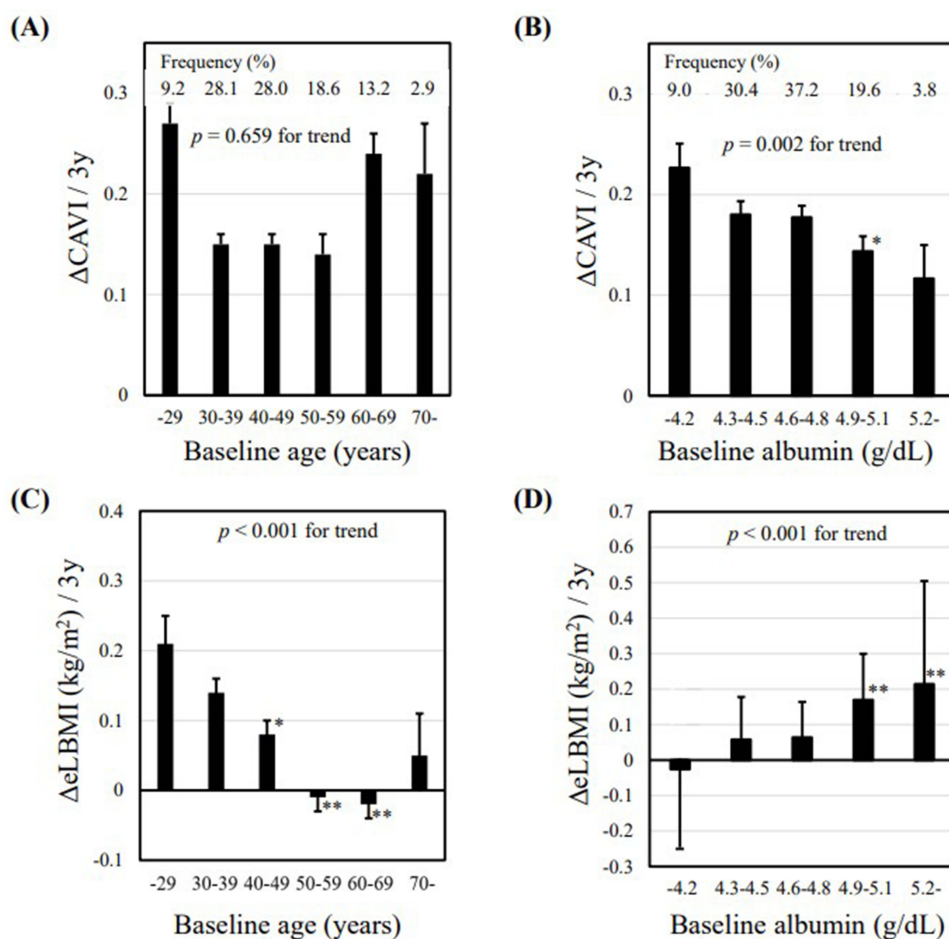 (A)
Frequency (%)
9.2 28.1 28.0 18.6 13.2 2.9
p = 0.659 for trend
0.3
0.2
0.1
0
ΔCAVI / 3y
-29 30-39 40-49 50-59 60-69 70-
Baseline age (years)
(B)
Frequency (%)
9.0 30.4 37.2 19.6 3.8
p = 0.002 for trend
0.3
0.2
0.1
0
ΔCAVI / 3y
*
-4.2 4.3-4.5 4.6-4.8 4.9-5.1 5.2-
Baseline albumin (g/dL)
(C)
p < 0.001 for trend
0.4
0.3
0.2
0.1
0
-0.1
ΔeLBMI (kg/m²) / 3y
*
** **
-29 30-39 40-49 50-59 60-69 70-
Baseline age (years)
(D)
p < 0.001 for trend
0.7
0.6
0.5
0.4
0.3
0.2
0.1
0
-0.1
-0.2
-0.3
ΔeLBMI (kg/m²) / 3y
** **
-4.2 4.3-4.5 4.6-4.8 4.9-5.1 5.2-
Baseline albumin (g/dL)